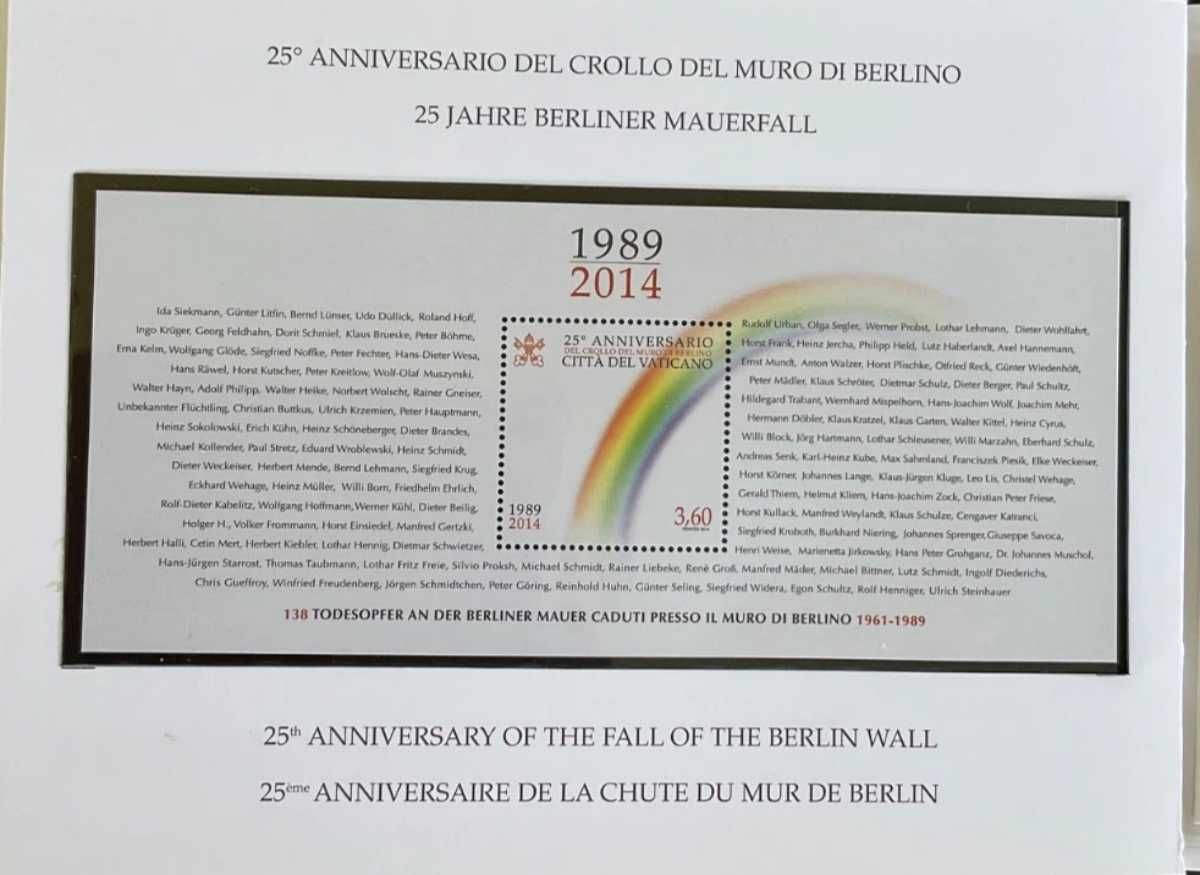 25° ANNIVERSARIO DEL CROLLO DEL MURO DI BERLINO
25 JAHRE BERLINER MAUERFALL
1989
2014
Ida Siekmann, Günter Litfin, Bernd Lünser, Udo Düllick, Roland Hoff,
Ingo Krüger, Georg Feldhahn, Dorit Schmiel, Klaus Brueske, Peter Böhme,
Erna Kelm, Wolfgang Glöde, Siegfried Noffke, Peter Fechter, Hans-Dieter Wesa,
Hans Räwel, Horst Kutscher, Peter Kreitlow, Wolf-Olaf Muszynski,
Walter Hayn, Adolf Philipp, Walter Heike, Norbert Wolscht, Rainer Gneiser,
Unbekannter Flüchtling, Christian Buttkus, Ulrich Krzemien, Peter Hauptmann,
Heinz Sokolowski, Erich Kühn, Heinz Schöneberger, Dieter Brandes,
Michael Kollender, Paul Stretz, Eduard Wroblewski, Heinz Schmidt,
Dieter Weckeiser, Herbert Mende, Bernd Lehmann, Siegfried Krug,
Eckhard Wehage, Heinz Müller, Willi Born, Friedhelm Ehrlich,
Rolf-Dieter Kabelitz, Wolfgang Hoffmann, Werner Kühl, Dieter Beilig,
Holger H., Volker Frommann, Horst Einsiedel, Manfred Gertzki,
Herbert Halli, Cetin Mert, Herbert Kiebler, Lothar Hennig, Dietmar Schwietzer,
25° ANNIVERSARIO
DEL CROLLO DEL MURO DI BERLINO
CITTÀ DEL VATICANO
1989
2014
3,60
Rudolf Urban, Olga Segler, Werner Probst, Lothar Lehmann, Dieter Wohlfahrt,
Horst Frank, Heinz Jercha, Philipp Held, Lutz Haberlandt, Axel Hannemann,
Ernst Mundt, Anton Walzer, Horst Plischke, Otfried Reck, Günter Wiedenhöft,
Peter Mädler, Klaus Schröter, Dietmar Schulz, Dieter Berger, Paul Schultz,
Hildegard Trabant, Wernhard Mispelhorn, Hans-Joachim Wolf, Joachim Mehr,
Hermann Döbler, Klaus Kratzel, Klaus Garten, Walter Kittel, Heinz Cyrus,
Willi Block, Jörg Hartmann, Lothar Schleusener, Willi Marzahn, Eberhard Schulz,
Andreas Senk, Karl-Heinz Kube, Max Sahmland, Franciszek Piesik, Elke Weckeiser,
Horst Körner, Johannes Lange, Klaus-Jürgen Kluge, Leo Lis, Christel Wehage,
Gerald Thiem, Helmut Kliem, Hans-Joachim Zock, Christian Peter Friese,
Horst Kullack, Manfred Weylandt, Klaus Schulze, Cengaver Katranci,
Siegfried Kroboth, Burkhard Niering, Johannes Sprenger, Giuseppe Savoca,
Henri Weise, Marienetta Jirkowsky, Hans Peter Grohganz, Dr. Johannes Muschol,
Hans-Jürgen Starrost, Thomas Taubmann, Lothar Fritz Freie, Silvio Proksh, Michael Schmidt, Rainer Liebeke, Renè Groß, Manfred Mäder, Michael Bittner, Lutz Schmidt, Ingolf Diederichs,
Chris Gueffroy, Winfried Freudenberg, Jörgen Schmidtchen, Peter Göring, Reinhold Huhn, Günter Seling, Siegfried Widera, Egon Schultz, Rolf Henniger, Ulrich Steinhauer
138 TODESOPFER AN DER BERLINER MAUER CADUTI PRESSO IL MURO DI BERLINO 1961-1989
25th ANNIVERSARY OF THE FALL OF THE BERLIN WALL
25ème ANNIVERSAIRE DE LA CHUTE DU MUR DE BERLIN